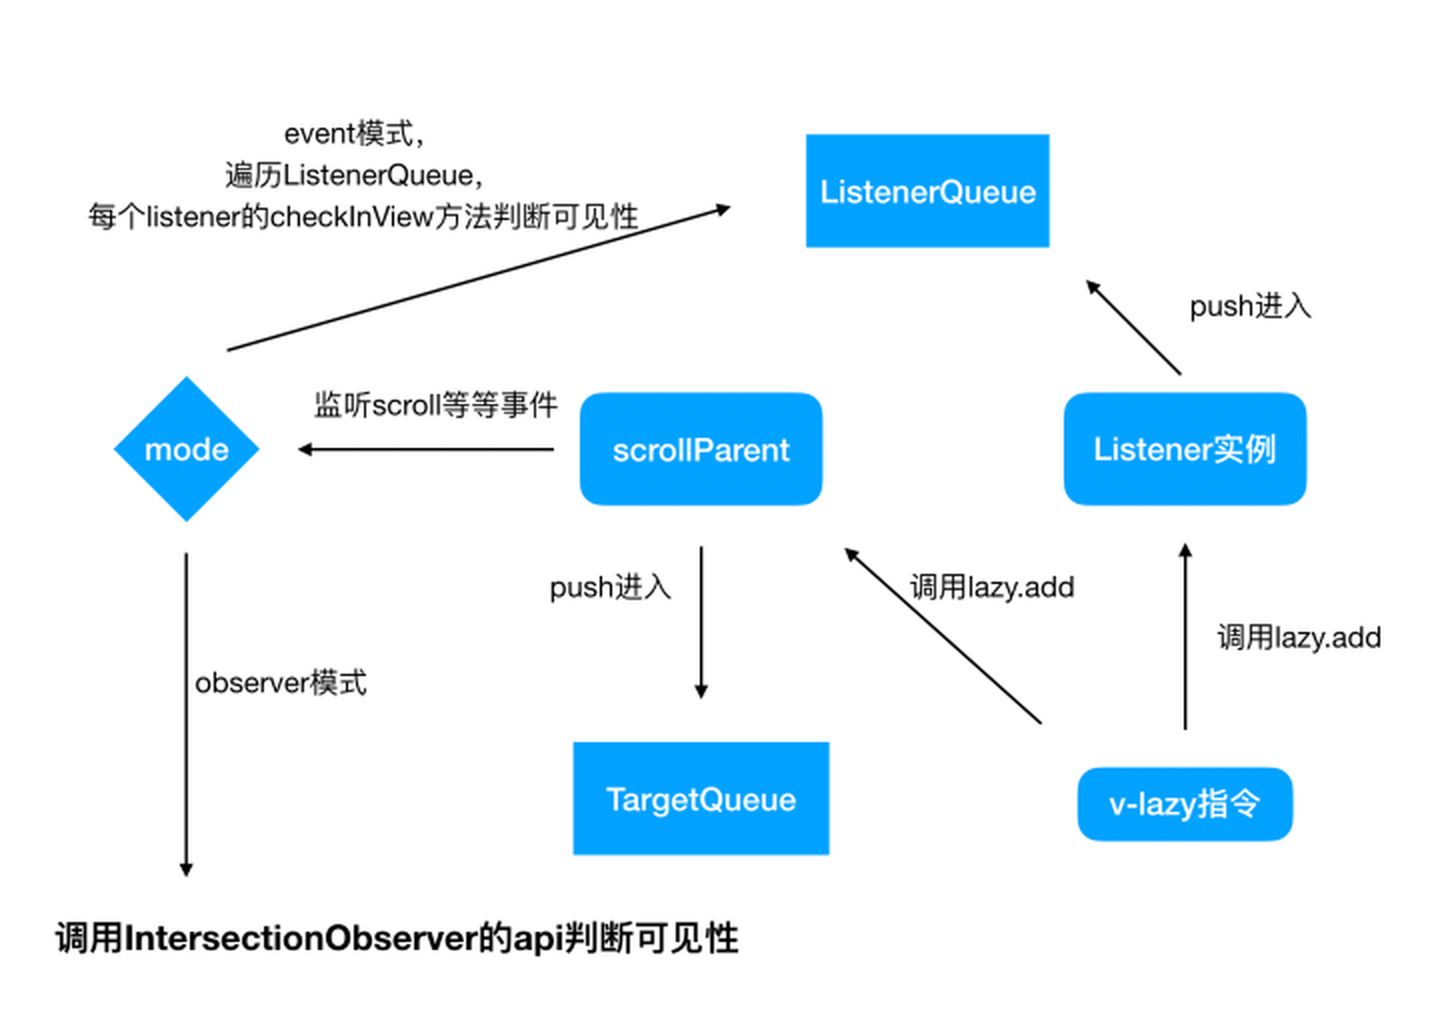 event模式，
遍历ListenerQueue，
每个listener的checkInView方法判断可见性
ListenerQueue
push进入
监听scroll等等事件
mode
scrollParent
Listener实例
push进入
调用lazy.add
调用lazy.add
observer模式
TargetQueue
v-lazy指令
调用IntersectionObserver的api判断可见性